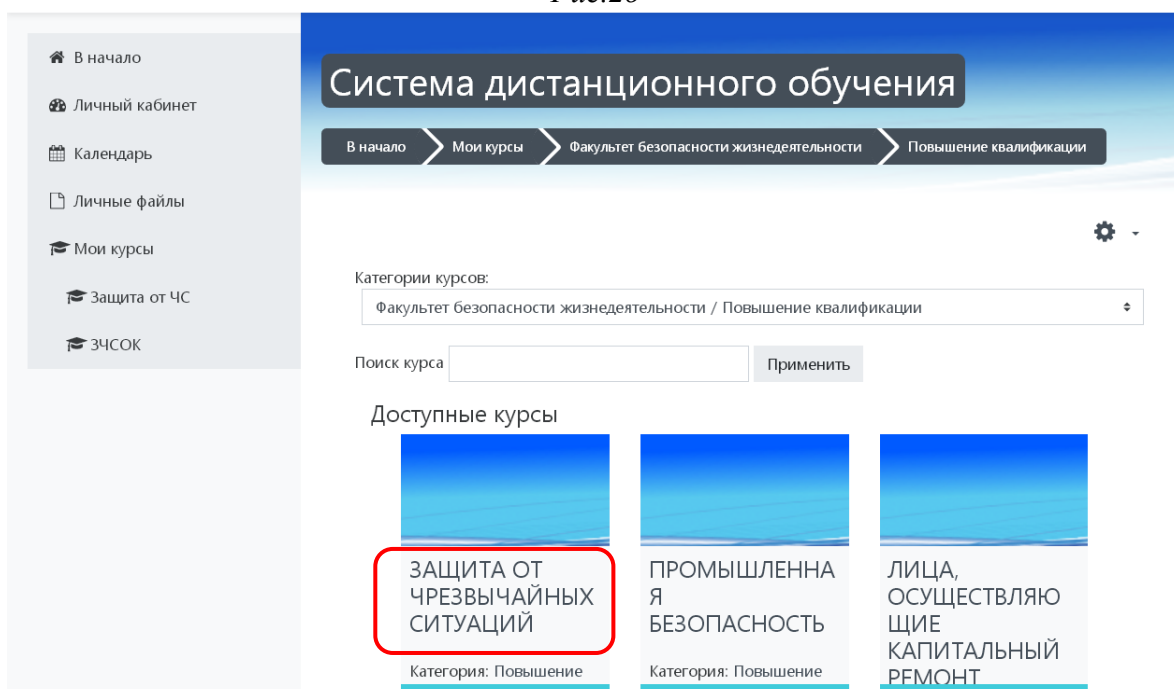 Рис.26
В начало
Личный кабинет
Календарь
Личные файлы
Мои курсы
Защита от ЧС
ЗЧСОК
Система дистанционного обучения
В начало Мои курсы Факультет безопасности жизнедеятельности Повышение квалификации
Категории курсов:
Факультет безопасности жизнедеятельности / Повышение квалификации
Поиск курса Применить
Доступные курсы
ЗАЩИТА ОТ
ЧРЕЗВЫЧАЙНЫХ
СИТУАЦИЙ
Категория: Повышение
ПРОМЫШЛЕННА
Я
БЕЗОПАСНОСТЬ
Категория: Повышение
ЛИЦА,
ОСУЩЕСТВЛЯЮ
ЩИЕ
КАПИТАЛЬНЫЙ
РЕМОНТ